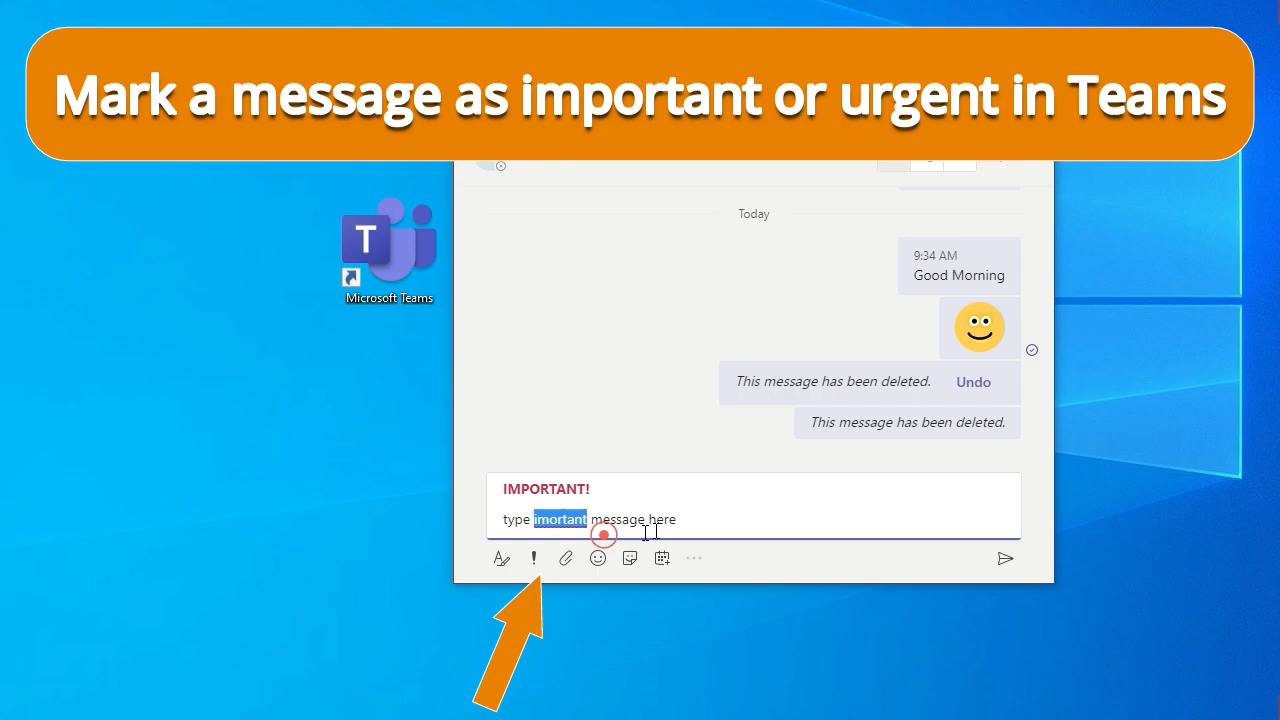 Mark a message as important or urgent in Teams
Today
T
Microsoft Teams
9:34 AM
Good Morning
This message has been deleted. Undo
This message has been deleted.
IMPORTANT!
type imortant message here